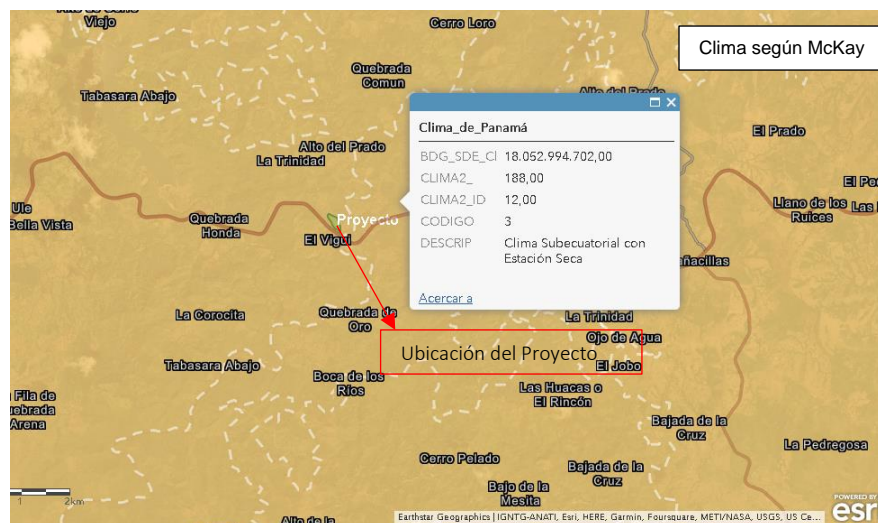 Viejo
Cerro Loro
Clima según McKay
Quebrada
Comun
Tabasara Abajo
Alto del Prado
La Trinidad
El Prado
Clima_de_Panamá
BDG_SDE_Cl 18.052.994.702,00
CLIMA2_ 188,00
CLIMA2_ID 12,00
CODIGO 3
DESCRIP Clima Subecuatorial con
Estación Seca
Acercar a
Llano de los
Ruices
Bella Vista
Quebrada
Honda
Proyecto
El Vigui
La Corocita
Quebrada de
Oro
La Trinidad
Ojo de Agua
Ubicación del Proyecto
El Jobo
Tabasara Abajo
Boca de los
Ríos
Las Huacas o
El Rincón
Fila de
Arena
Bajada de la
Cruz
La Pedregosa
Cerro Pelado
Bajada de la
Cruz
Bajo de la
Mesita
1 2km
Earthstar Geographics | IGNTG-ANATI, Esri, HERE, Garmin, Foursquare, METI/NASA, USGS, US Ce...
POWERED BY
esri